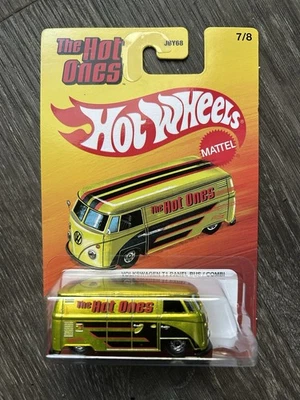 The Hot
Ones
7/8
Hot Wheels
MATTEL
The Hot Ones
VOLKSWAGEN T1 PANEL BUS / COMBI
The Hot Ones